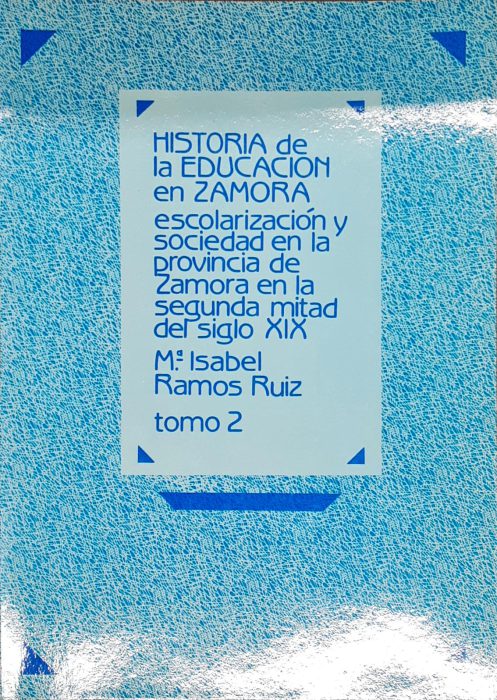 HISTORIA de
la EDUCACION
en ZAMORA
escolarización y
sociedad en la
provincia de
Zamora en la
segunda mitad
del siglo XIX
M.ª Isabel
Ramos Ruiz
tomo 2